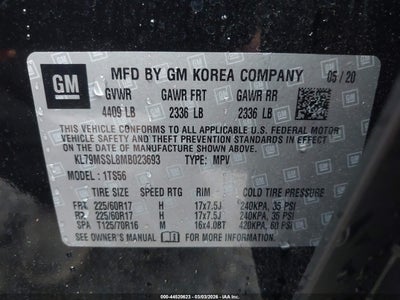 GM
MFD BY GM KOREA COMPANY 05/20
GVWR GAWR FRT GAWR RR
4409 LB 2336 LB 2336 LB
THIS VEHICLE CONFORMS TO ALL APPLICABLE U.S. FEDERAL MOTOR
VEHICLE SAFETY, BUMPER, AND THEFT PREVENTION STANDARDS IN
EFFECT ON THE DATE OF MANUFACTURE SHOWN ABOVE.
KL79MSSL8MB023693 TYPE: MPV
MODEL: 1TS56
TIRE SIZE SPEED RTG RIM COLD TIRE PRESSURE
FRT 225/60R17 H 17x7.5J 240KPA, 35 PSI
RR 225/60R17 H 17x7.5J 240KPA, 35 PSI
SPA T125/70R16 M 16x4.0BT 420KPA, 60 PSI
SEE OWNER'S MANUAL FOR MORE INFORMATION.
000-44520623 - 03/03/2026 - Copyright IAA, Inc.